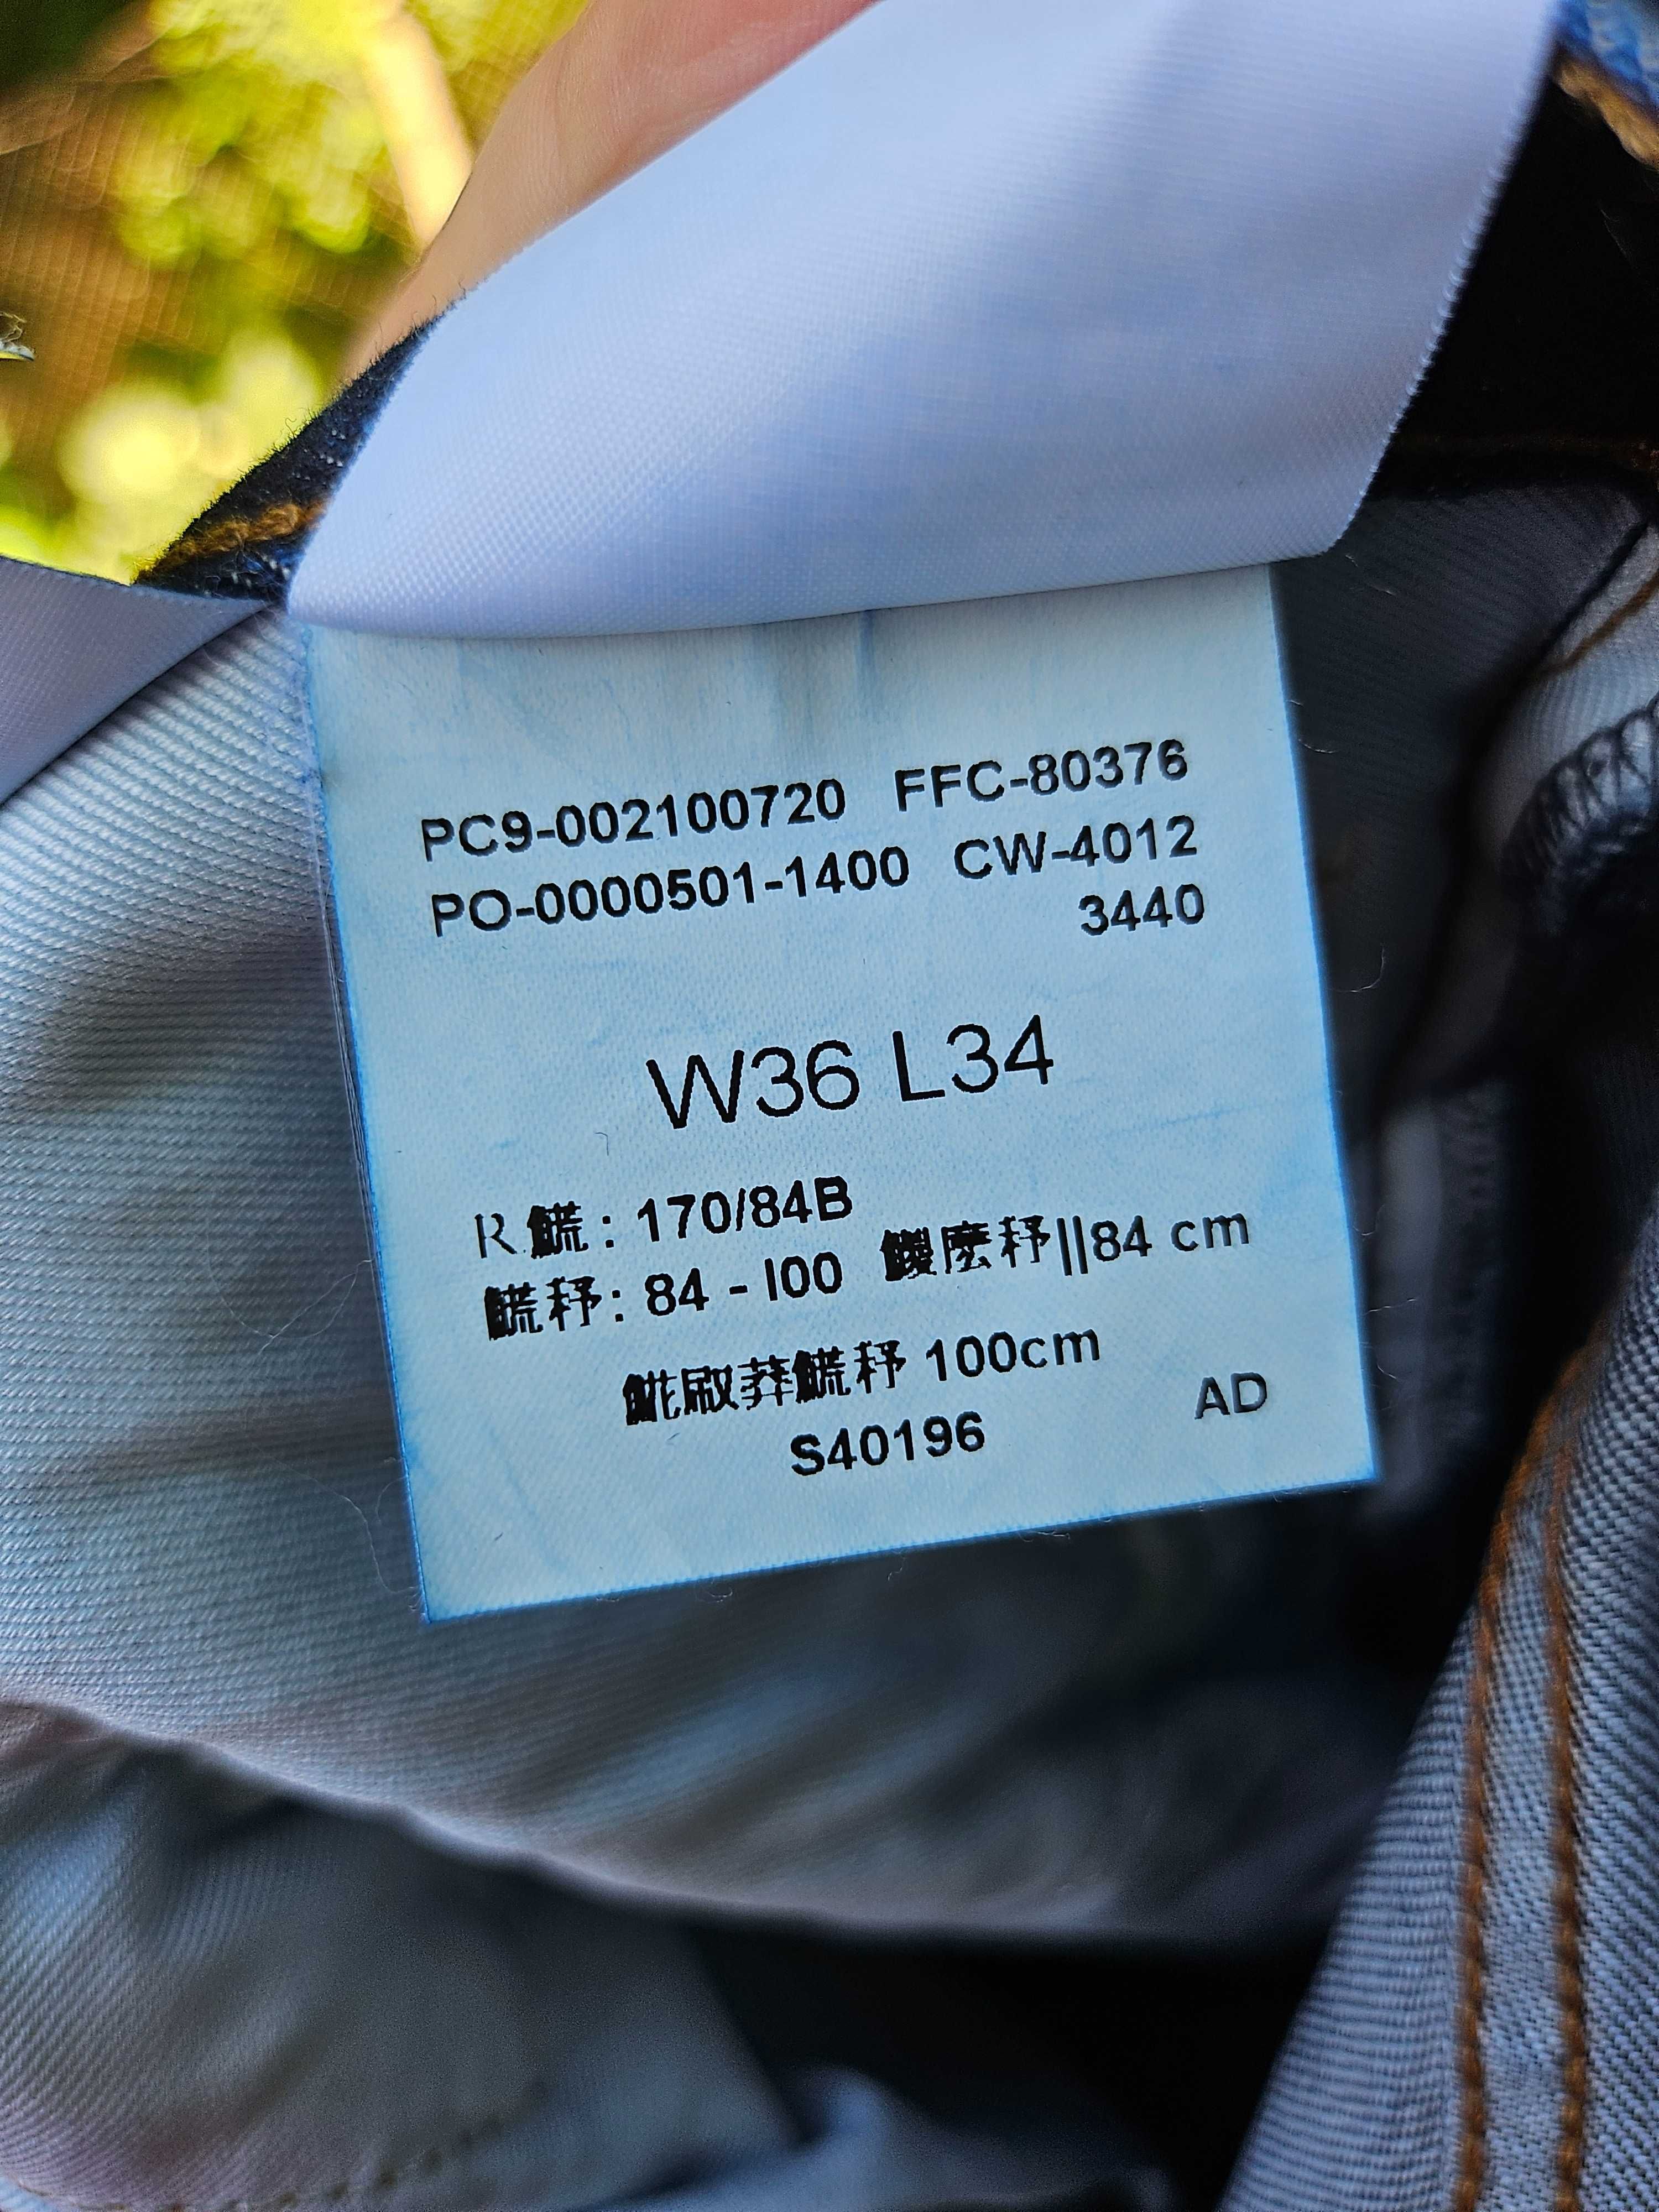 PC9-002100720 FFC-80376
PO-0000501-1400 CW-4012
3440
W36 L34
R : 170/84B
: 84 - I00 ||84 cm
100cm
S40196 AD